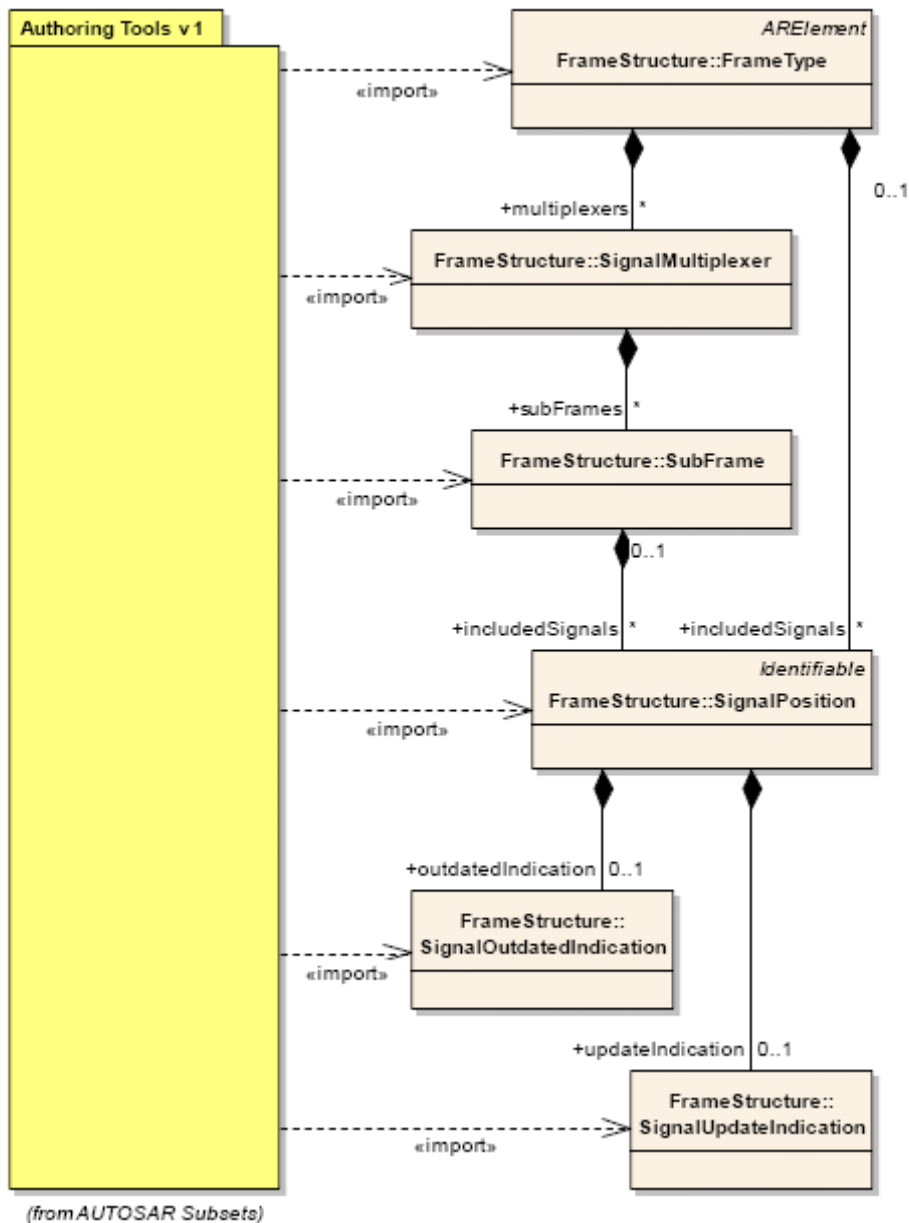 Authoring Tools v1
ARElement
FrameStructure::FrameType
«import»
0..1
+multiplexers *
FrameStructure::SignalMultiplexer
«import»
+subFrames *
FrameStructure::SubFrame
«import»
0..1
+includedSignals *
+includedSignals *
Identifiable
FrameStructure::SignalPosition
«import»
+outdatedIndication 0..1
FrameStructure::
SignalOutdatedIndication
«import»
+updateIndication 0..1
FrameStructure::
SignalUpdateIndication
«import»
(from AUTOSAR Subsets)